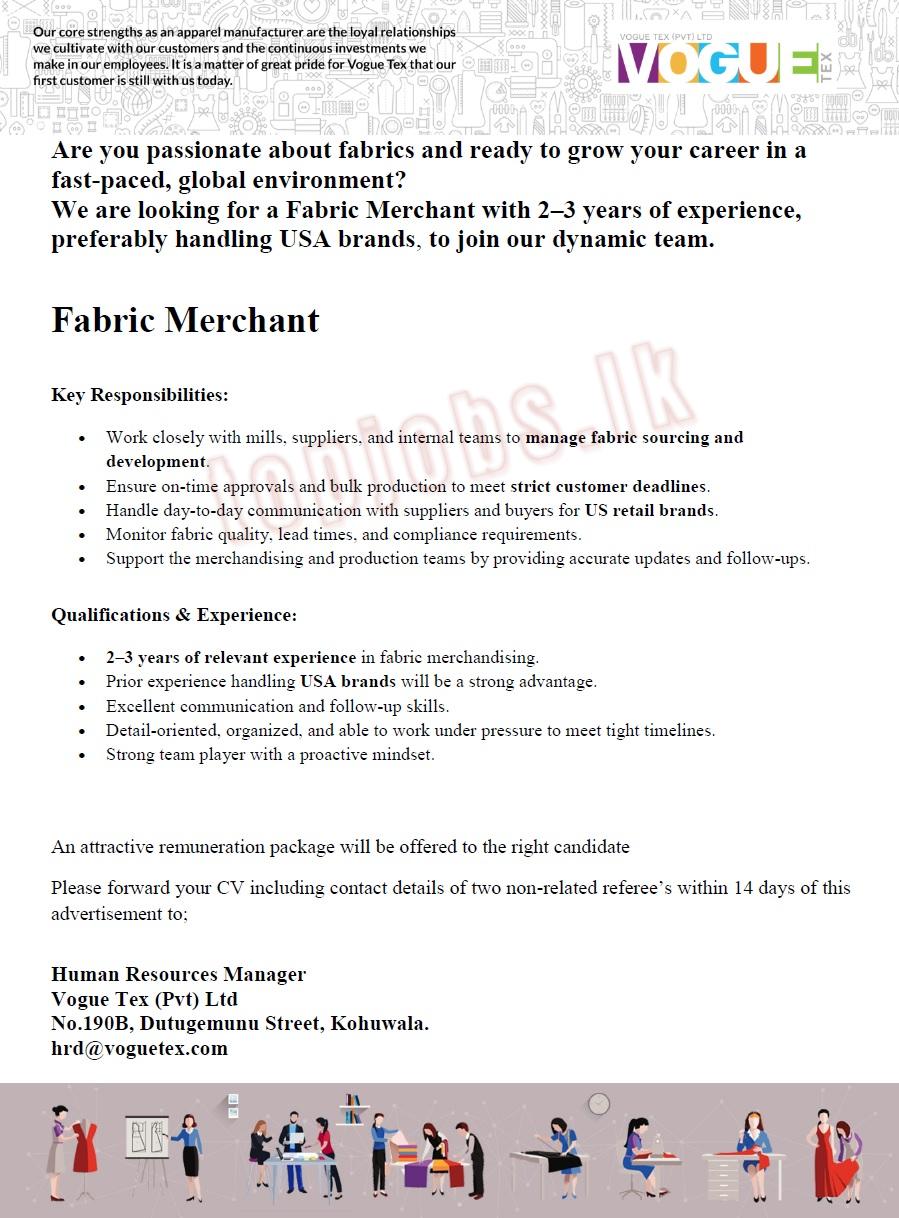 Our core strengths as an apparel manufacturer are the loyal relationships
we cultivate with our customers and the continuous investments we
make in our employees. It is a matter of great pride for Vogue Tex that our
first customer is still with us today.
VOGUE TEX (PVT) LTD
VOGUE TEX
Are you passionate about fabrics and ready to grow your career in a
fast-paced, global environment?
We are looking for a Fabric Merchant with 2–3 years of experience,
preferably handling USA brands, to join our dynamic team.
Fabric Merchant
topjobs.lk
Key Responsibilities:
• Work closely with mills, suppliers, and internal teams to manage fabric sourcing and
development.
• Ensure on-time approvals and bulk production to meet strict customer deadlines.
• Handle day-to-day communication with suppliers and buyers for US retail brands.
• Monitor fabric quality, lead times, and compliance requirements.
• Support the merchandising and production teams by providing accurate updates and follow-ups.
Qualifications & Experience:
• 2–3 years of relevant experience in fabric merchandising.
• Prior experience handling USA brands will be a strong advantage.
• Excellent communication and follow-up skills.
• Detail-oriented, organized, and able to work under pressure to meet tight timelines.
• Strong team player with a proactive mindset.
An attractive remuneration package will be offered to the right candidate
Please forward your CV including contact details of two non-related referee’s within 14 days of this
advertisement to;
Human Resources Manager
Vogue Tex (Pvt) Ltd
No.190B, Dutugemunu Street, Kohuwala.
hrd@voguetex.com